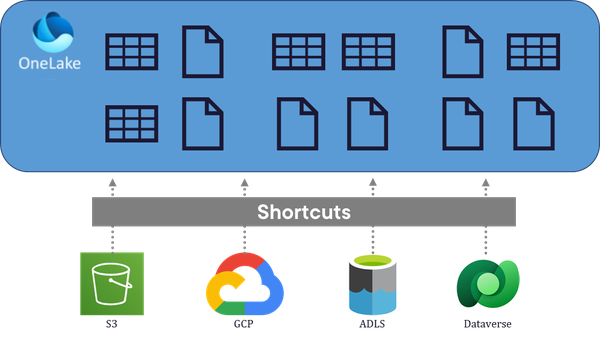 OneLake
Shortcuts
S3
GCP
ADLS
Dataverse